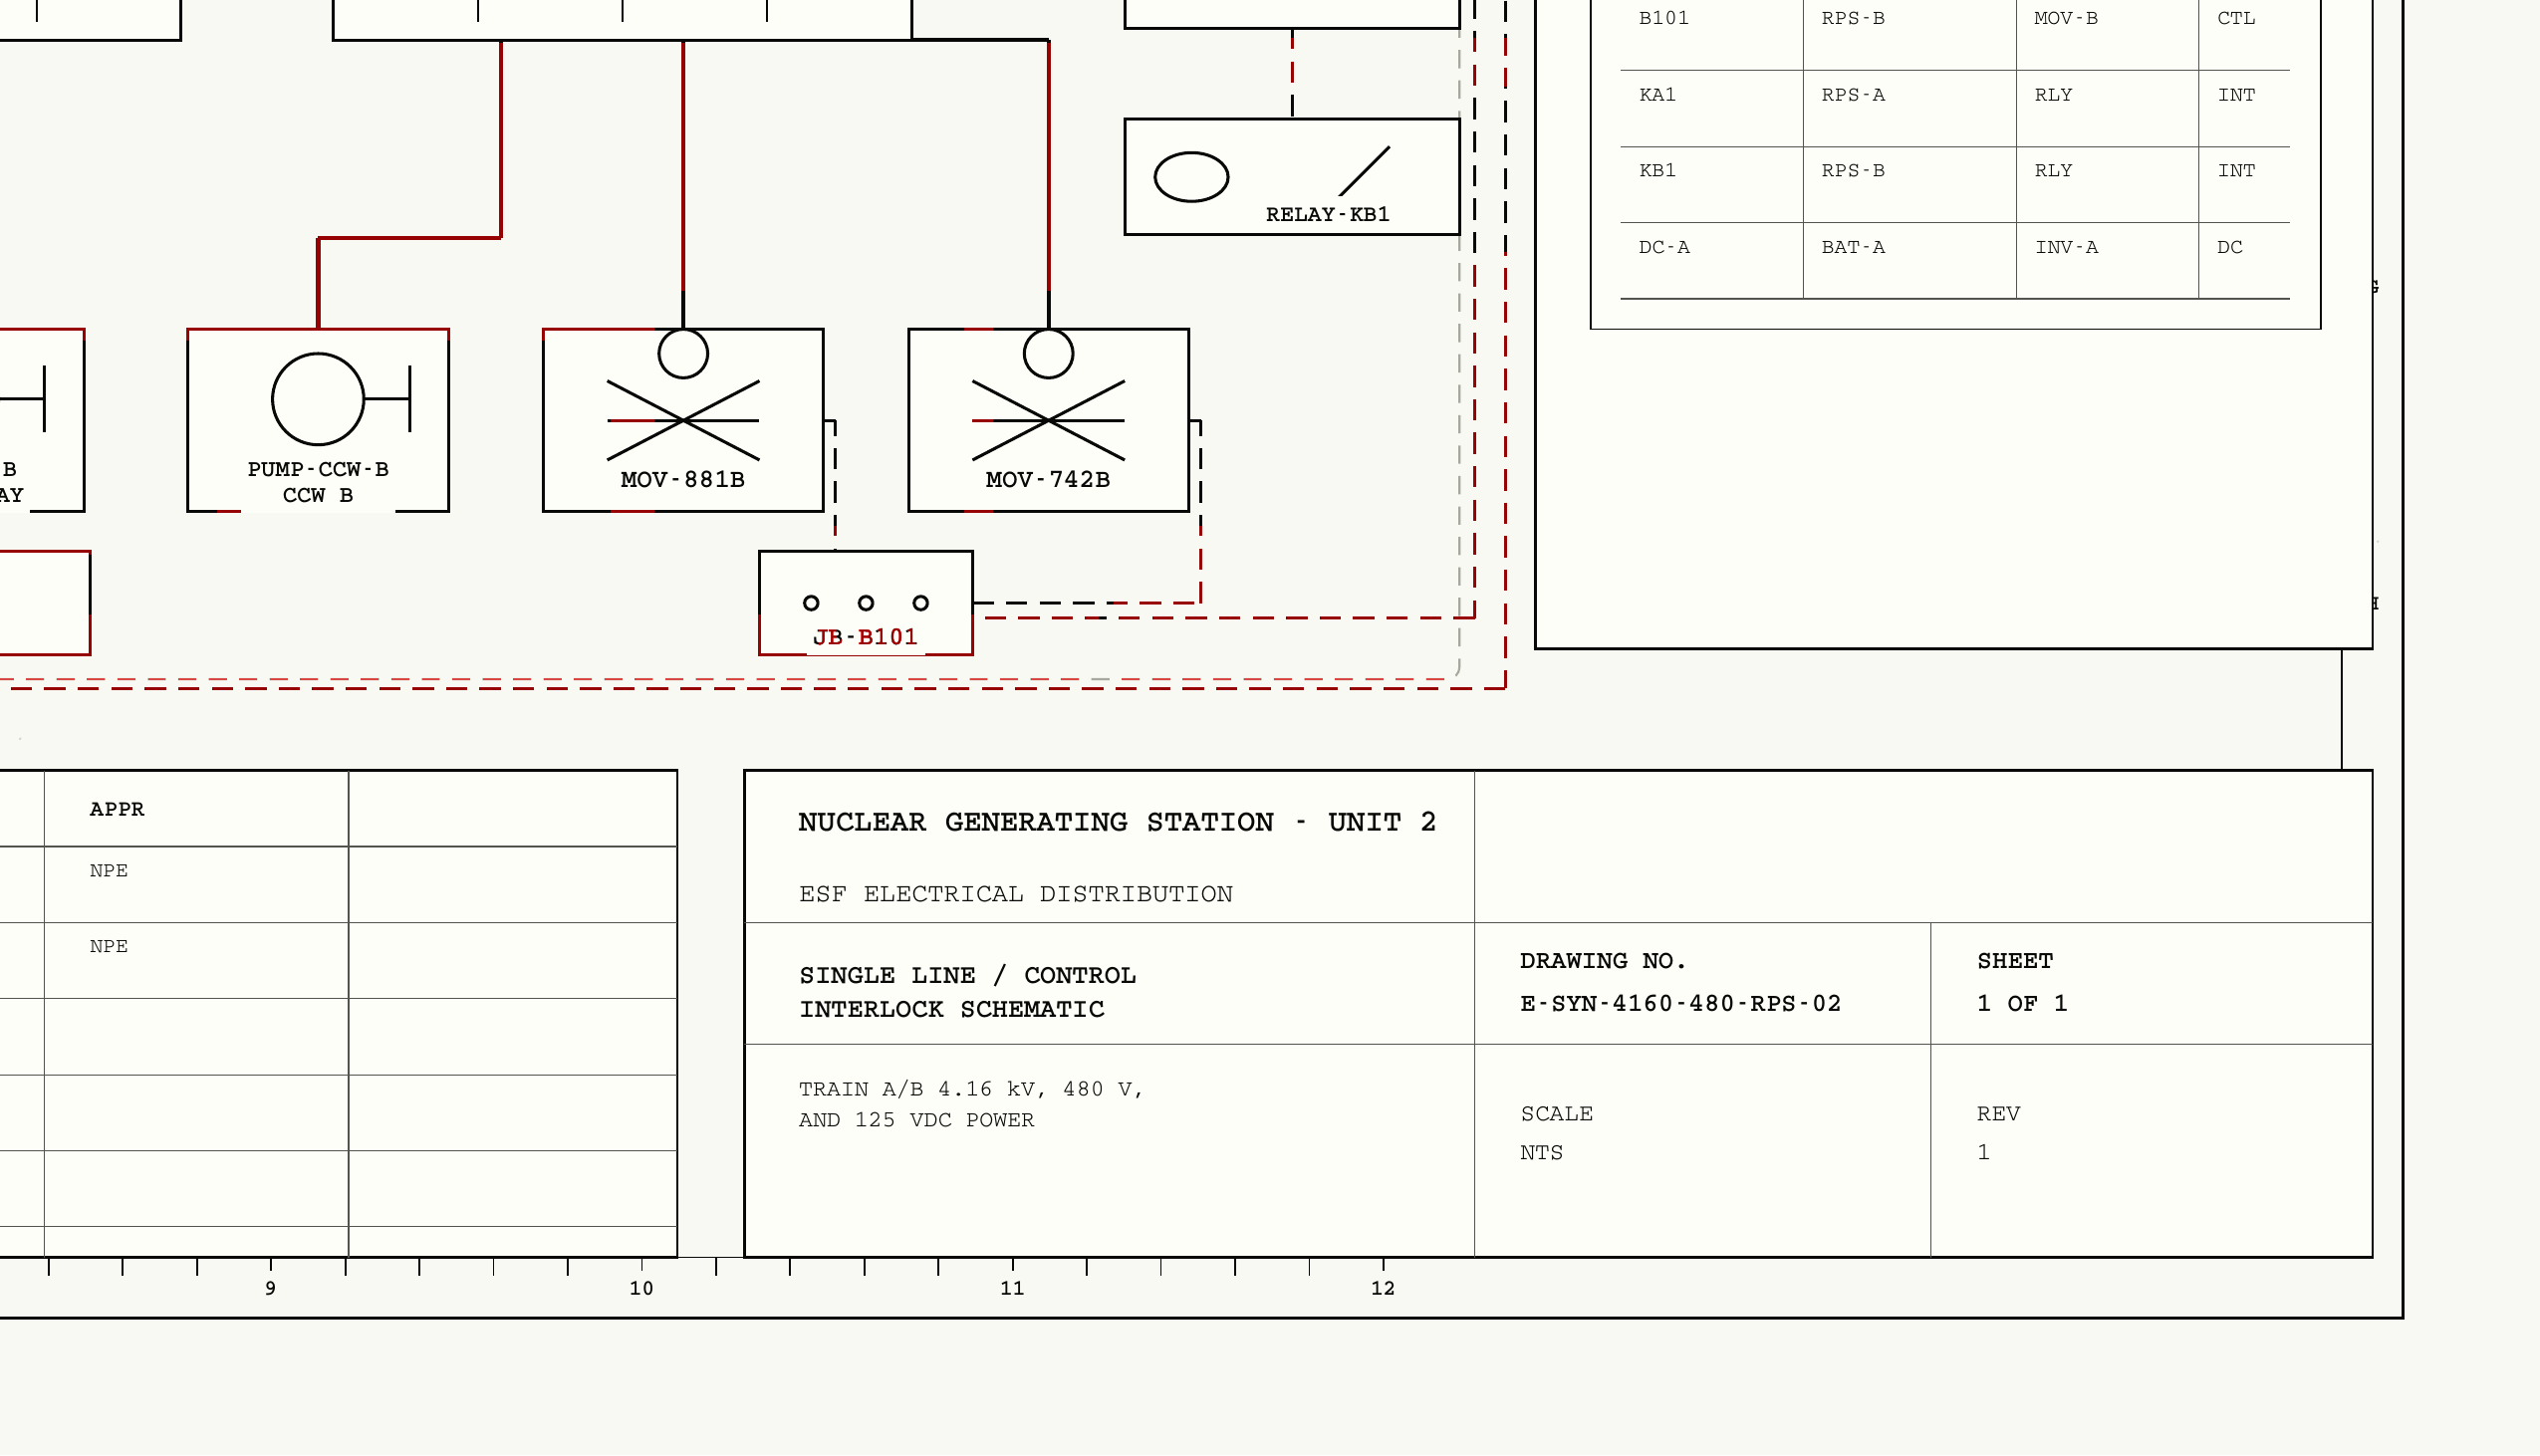 B101 RPS-B MOV-B CTL
KA1 RPS-A RLY INT
KB1 RPS-B RLY INT
DC-A BAT-A INV-A DC
RELAY-KB1
B
AY
PUMP-CCW-B
CCW B
MOV-881B
MOV-742B
JB-B101
APPR
NPE
NPE
NUCLEAR GENERATING STATION - UNIT 2
ESF ELECTRICAL DISTRIBUTION
SINGLE LINE / CONTROL
INTERLOCK SCHEMATIC
DRAWING NO.
E-SYN-4160-480-RPS-02
SHEET
1 OF 1
TRAIN A/B 4.16 kV, 480 V,
AND 125 VDC POWER
SCALE
NTS
REV
1
9 10 11 12